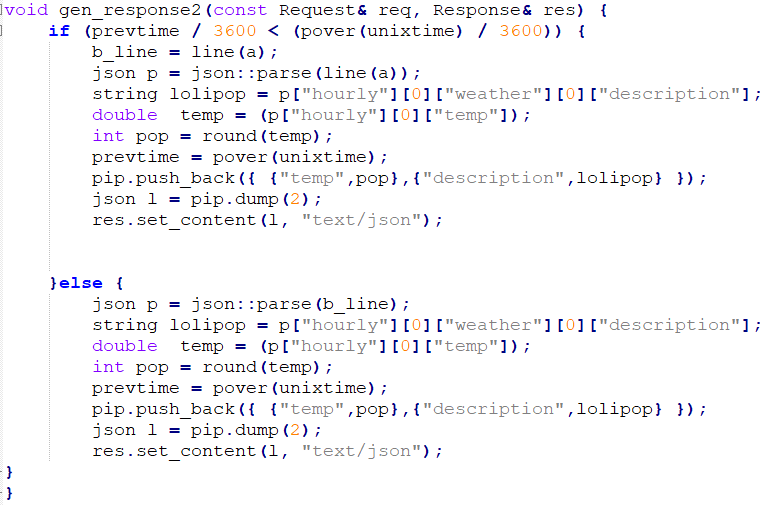 void gen_response2(const Request& req, Response& res) {
    if (prevtime / 3600 < (pover(unixtime) / 3600)) {
        b_line = line(a);
        json p = json::parse(line(a));
        string lolipop = p["hourly"][0]["weather"][0]["description"];
        double  temp = (p["hourly"][0]["temp"]);
        int pop = round(temp);
        prevtime = pover(unixtime);
        pip.push_back({ {"temp",pop},{"description",lolipop} });
        json l = pip.dump(2);
        res.set_content(l, "text/json");
    }else {
        json p = json::parse(b_line);
        string lolipop = p["hourly"][0]["weather"][0]["description"];
        double  temp = (p["hourly"][0]["temp"]);
        int pop = round(temp);
        prevtime = pover(unixtime);
        pip.push_back({ {"temp",pop},{"description",lolipop} });
        json l = pip.dump(2);
        res.set_content(l, "text/json");
}
}